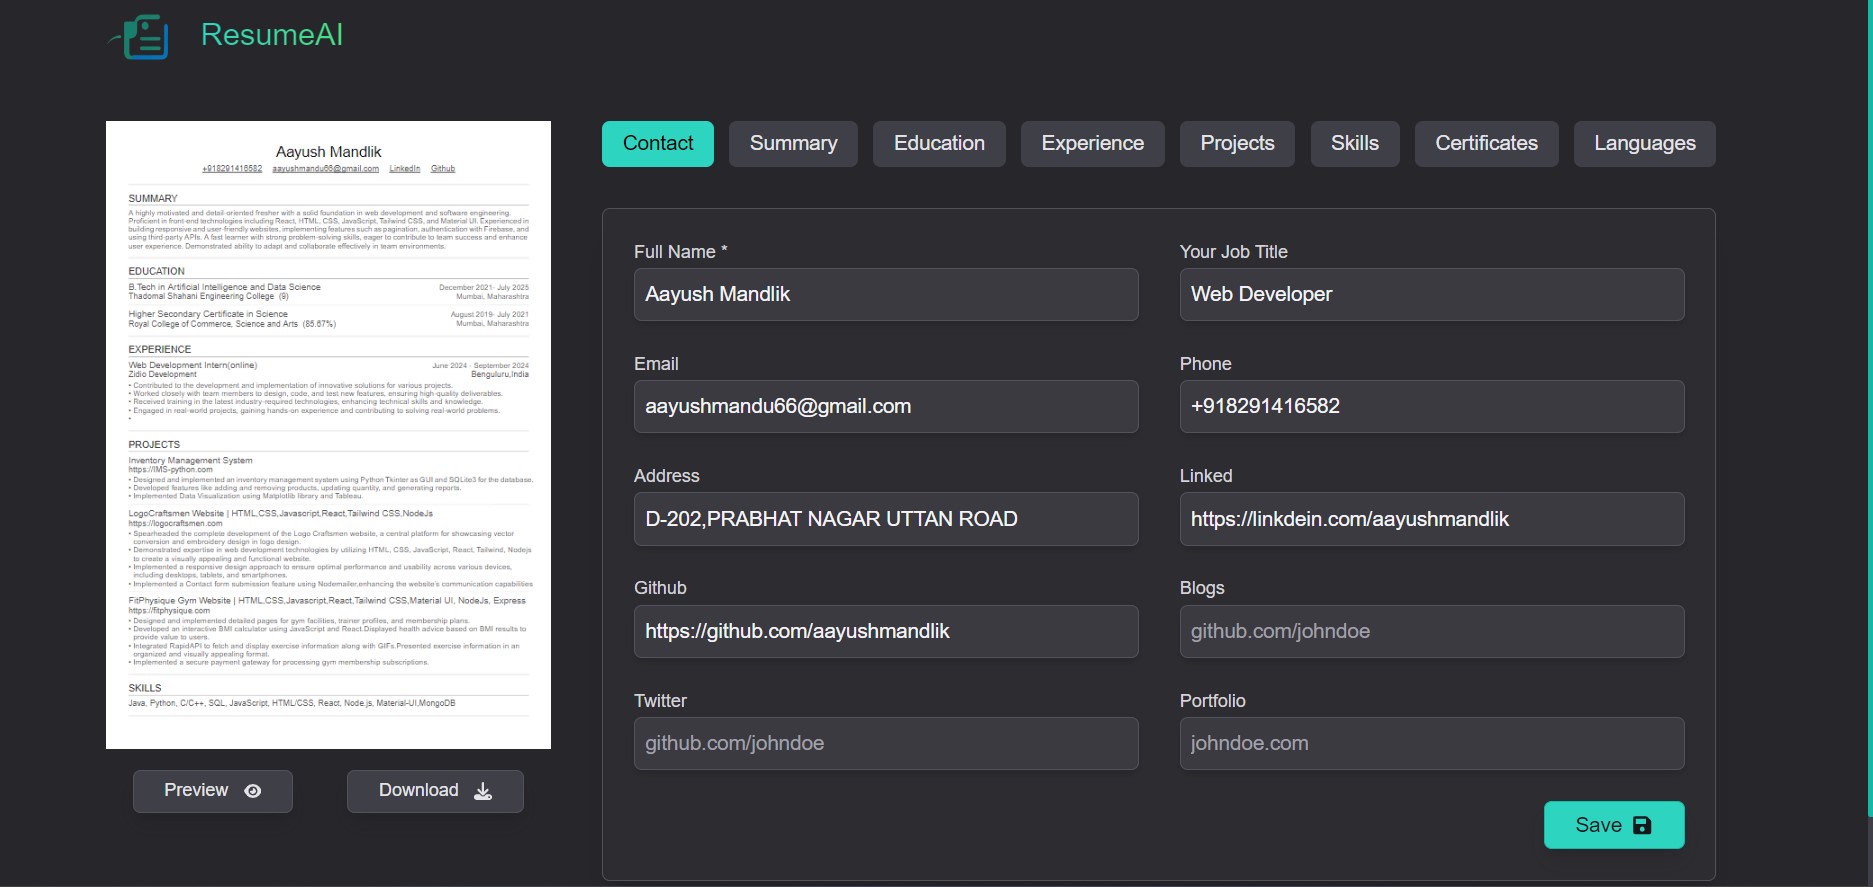 ResumeAI
Aayush Mandlik
+918291416582 aayushmandu66@gmail.com LinkedIn Github
SUMMARY
A highly motivated and detail-oriented fresher with a solid foundation in web development and software engineering.
Proficient in front-end technologies including React, HTML, CSS, JavaScript, Tailwind CSS, and Material UI. Experienced in
building responsive and user-friendly websites, implementing features such as pagination, authentication with Firebase, and
using third-party APIs. A fast learner with strong problem-solving skills, eager to contribute to team success and enhance
user experience. Demonstrated ability to adapt and collaborate effectively in team environments.
EDUCATION
B.Tech in Artificial Intelligence and Data Science December 2021- July 2025
Thadomal Shahani Engineering College (9) Mumbai, Maharashtra
Higher Secondary Certificate in Science August 2019- July 2021
Royal College of Commerce, Science and Arts (85.67%) Mumbai, Maharashtra
EXPERIENCE
Web Development Intern(online) June 2024 - September 2024
Zidio Development Benguluru,India
• Contributed to the development and implementation of innovative solutions for various projects.
• Worked closely with team members to design, code, and test new features, ensuring high-quality deliverables.
• Received training in the latest industry-required technologies, enhancing technical skills and knowledge.
• Engaged in real-world projects, gaining hands-on experience and contributing to solving real-world problems.
•
PROJECTS
Inventory Management System
https://IMS-python.com
• Designed and implemented an inventory management system using Python Tkinter as GUI and SQLite3 for the database.
• Developed features like adding and removing products, updating quantity, and generating reports.
• Implemented Data Visualization using Matplotlib library and Tableau.
LogoCraftsmen Website | HTML,CSS,Javascript,React,Tailwind CSS,NodeJs
https://logocraftsmen.com
• Spearheaded the complete development of the Logo Craftsmen website, a central platform for showcasing vector
conversion and embroidery design in logo design.
• Demonstrated expertise in web development technologies by utilizing HTML, CSS, JavaScript, React, Tailwind, Nodejs
to create a visually appealing and functional website.
• Implemented a responsive design approach to ensure optimal performance and usability across various devices,
including desktops, tablets, and smartphones.
• Implemented a Contact form submission feature using Nodemailer,enhancing the website's communication capabilities
FitPhysique Gym Website | HTML,CSS,Javascript,React,Tailwind CSS,Material UI, NodeJs, Express
https://fitphysique.com
• Designed and implemented detailed pages for gym facilities, trainer profiles, and membership plans.
• Developed an interactive BMI calculator using JavaScript and React.Displayed health advice based on BMI results to
provide value to users.
• Integrated RapidAPI to fetch and display exercise information along with GIFs.Presented exercise information in an
organized and visually appealing format.
• Implemented a secure payment gateway for processing gym membership subscriptions.
SKILLS
Java, Python, C/C++, SQL, JavaScript, HTML/CSS, React, Node.js, Material-UI,MongoDB
Preview Download
Contact Summary Education Experience Projects Skills Certificates Languages
Full Name * Your Job Title
Aayush Mandlik Web Developer
Email Phone
aayushmandu66@gmail.com +918291416582
Address Linked
D-202,PRABHAT NAGAR UTTAN ROAD https://linkdein.com/aayushmandlik
Github Blogs
https://github.com/aayushmandlik github.com/johndoe
Twitter Portfolio
github.com/johndoe johndoe.com
Save